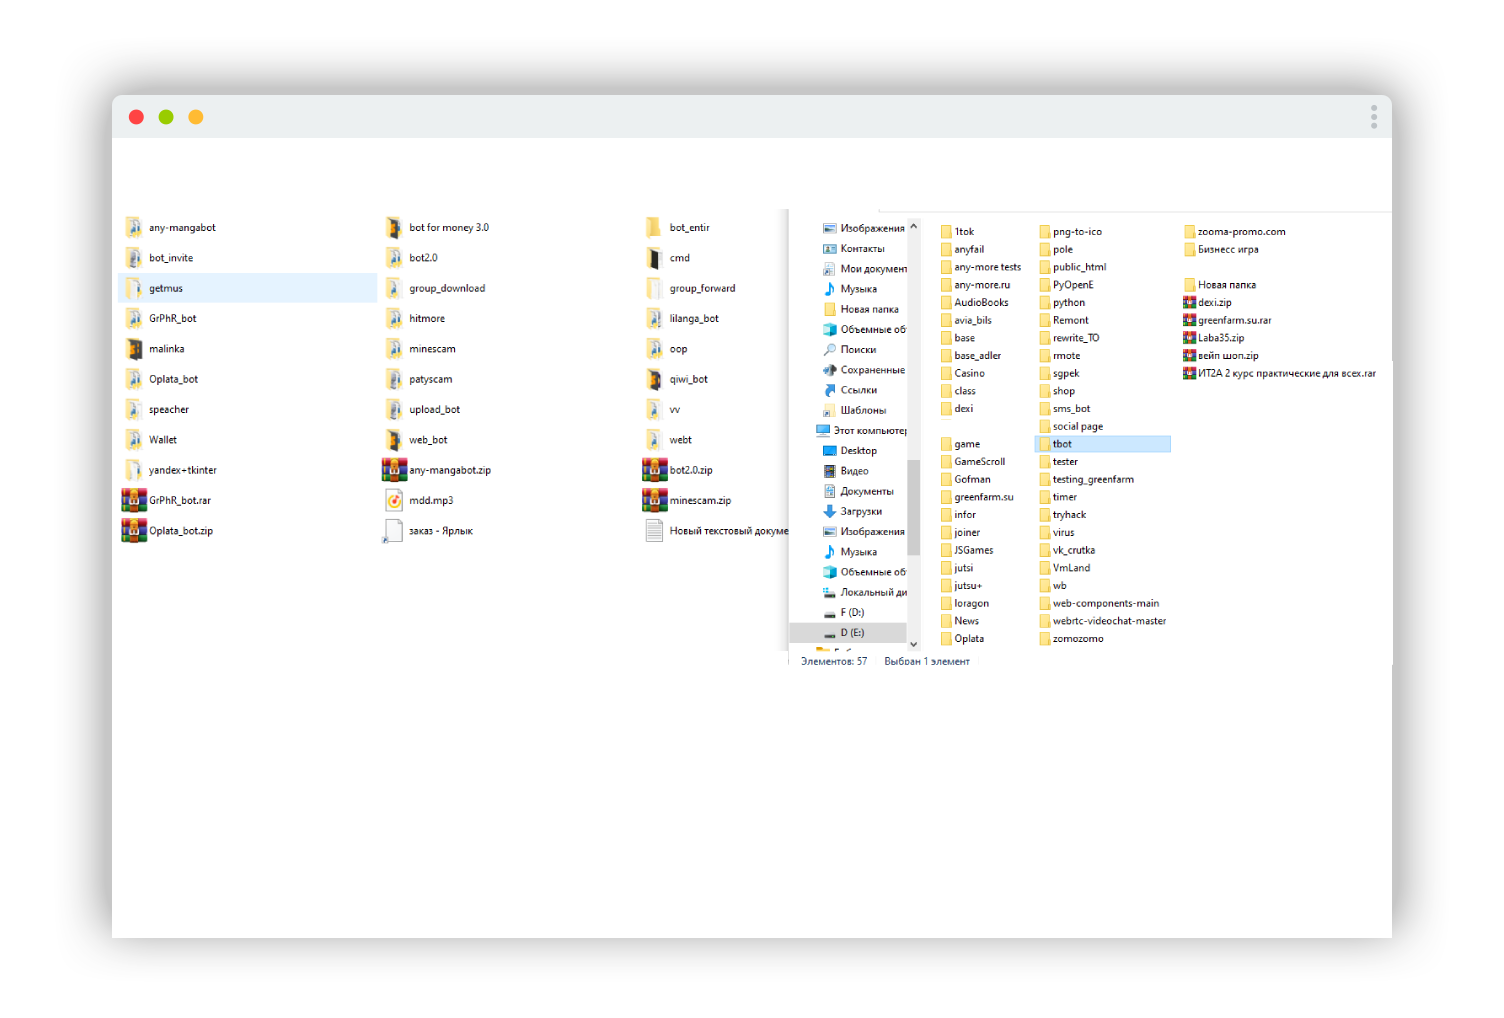 any-mangabot
bot for money 3.0
bot_entir
bot_invite
bot2.0
cmd
getmus
group_download
group_forward
GrPhR_bot
hitmore
lilanga_bot
malinka
minescam
oop
Oplata_bot
patyscam
qiwi_bot
speacher
upload_bot
vv
Wallet
web_bot
webt
yandex+tkinter
any-mangabot.zip
bot2.0.zip
GrPhR_bot.rar
mdd.mp3
minescam.zip
Oplata_bot.zip
заказ - Ярлык
Новый текстовый докуме
Изображения
Контакты
Мои документ
Музыка
Новая папка
Объемные об
Поиски
Сохраненные
Ссылки
Шаблоны
Этот компьютер
Desktop
Видео
Документы
Загрузки
Изображения
Музыка
Объемные об
Локальный ди
F (D:)
D (E:)
1tok
anyfail
any-more tests
any-more.ru
AudioBooks
avia_bils
base
base_adler
Casino
class
dexi
game
GameScroll
Gofman
greenfarm.su
infor
joiner
JSGames
jutsi
jutsu+
loragon
News
Oplata
png-to-ico
pole
public_html
PyOpenE
python
Remont
rewrite_TO
rmote
sgpek
shop
sms_bot
social page
tbot
tester
testing_greenfarm
timer
tryhack
virus
vk_crutka
VmLand
wb
web-components-main
webrtc-videochat-master
zomozomo
zooma-promo.com
Бизнесс игра
Новая папка
dexi.zip
greenfarm.su.rar
Laba35.zip
вейп шоп.zip
ИТ2А 2 курс практические для всех.rar
Элементов: 57
Выбран 1 элемент